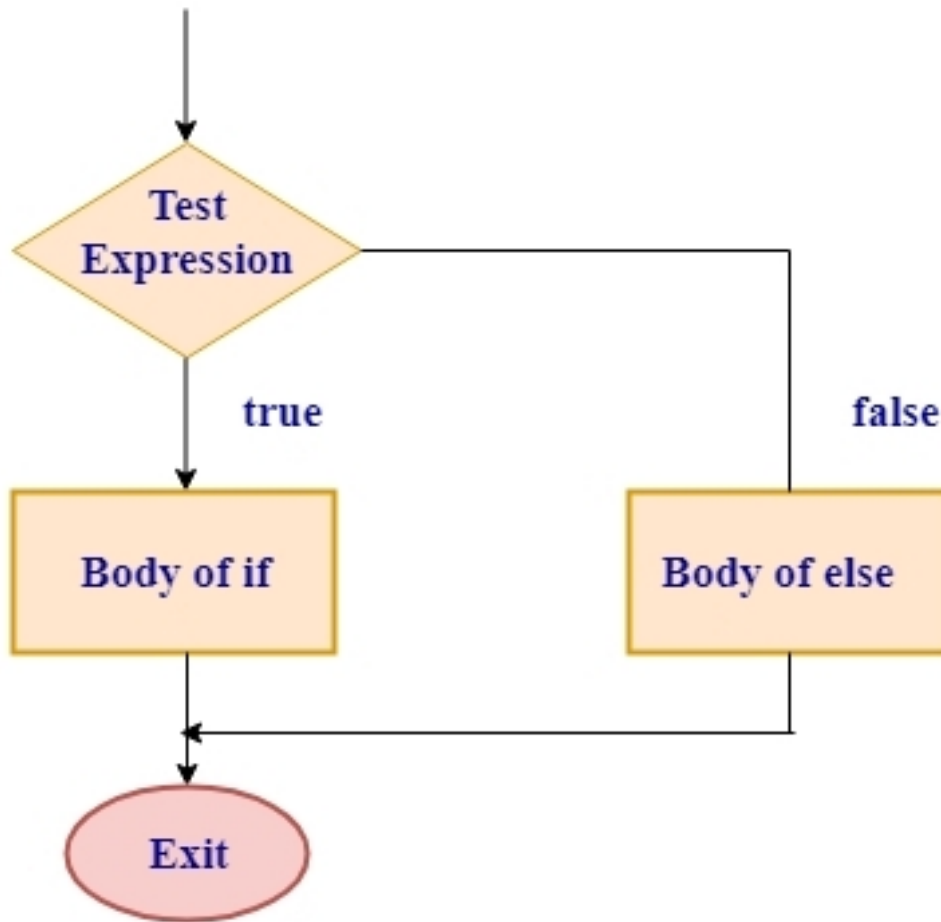 Test
Expression
true
false
Body of if
Body of else
Exit